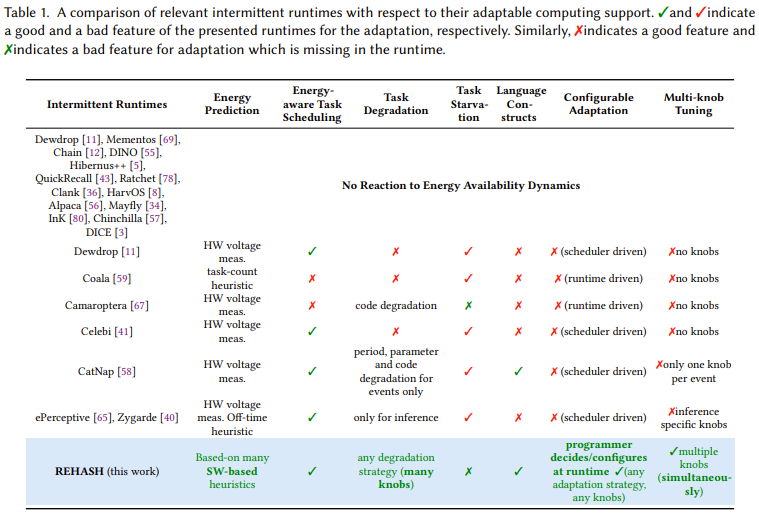 Table 1. A comparison of relevant intermittent runtimes with respect to their adaptable computing support. ✓and ✓indicate
a good and a bad feature of the presented runtimes for the adaptation, respectively. Similarly, ✗indicates a good feature and
✗indicates a bad feature for adaptation which is missing in the runtime.
Intermittent Runtimes
Energy
Prediction
Energy-
aware Task
Scheduling
Task
Degradation
Task
Starva-
tion
Language
Con-
structs
Configurable
Adaptation
Multi-knob
Tuning
Dewdrop [11], Mementos [69],
Chain [12], DINO [55],
Hibernus++ [5],
QuickRecall [43], Ratchet [78],
Clank [36], HarvOS [8],
Alpaca [56], Mayfly [34],
InK [80], Chinchilla [57],
DICE [3]
No Reaction to Energy Availability Dynamics
Dewdrop [11]
HW voltage
meas.
✓
✗
✓
✗
✗ (scheduler driven)
✗no knobs
Coala [59]
task-count
heuristic
✗
✗
✓
✗
✗ (runtime driven)
✗no knobs
Camaroptera [67]
HW voltage
meas.
✗
code degradation
✗
✗
✗ (runtime driven)
✗no knobs
Celebi [41]
HW voltage
meas.
✓
✗
✓
✗
✗ (scheduler driven)
✗no knobs
CatNap [58]
HW voltage
meas.
✓
period, parameter
and code
degradation for
events only
✓
✓
✗ (scheduler driven)
✗only one knob
per event
ePerceptive [65], Zygarde [40]
HW voltage
meas. Off-time
heuristic
✓
only for inference
✓
✗
✗ (scheduler driven)
✗inference
specific knobs
REHASH (this work)
Based-on many
SW-based
heuristics
✓
any degradation
strategy (many
knobs)
✗
✓
programmer
decides/configures
at runtime ✓(any
adaptation strategy,
any knobs)
✓multiple
knobs
(simultaneou-
sly)